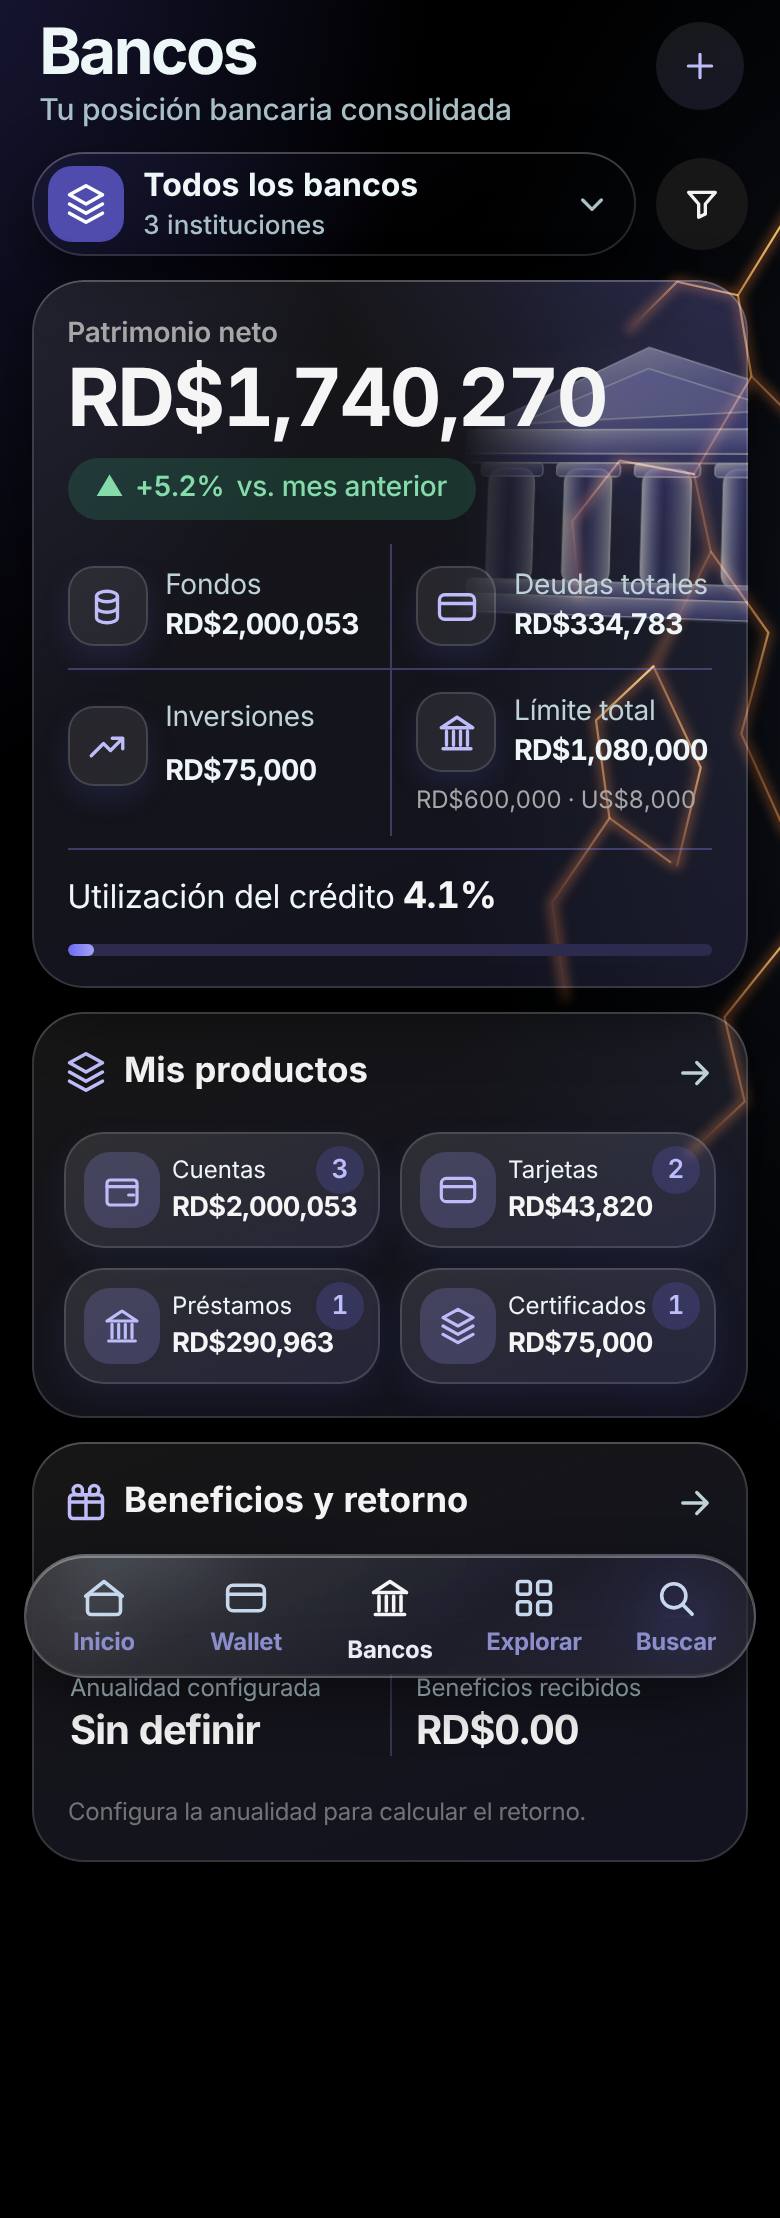 Bancos
Tu posición bancaria consolidada
Todos los bancos
3 instituciones
Patrimonio neto
RD$1,740,270
▲ +5.2% vs. mes anterior
Fondos
RD$2,000,053
Deudas totales
RD$334,783
Inversiones
RD$75,000
Límite total
RD$1,080,000
RD$600,000 · US$8,000
Utilización del crédito 4.1%
Mis productos
Cuentas 3
RD$2,000,053
Tarjetas 2
RD$43,820
Préstamos 1
RD$290,963
Certificados 1
RD$75,000
Beneficios y retorno
Inicio
Wallet
Bancos
Explorar
Buscar
Anualidad configurada
Sin definir
Beneficios recibidos
RD$0.00
Configura la anualidad para calcular el retorno.